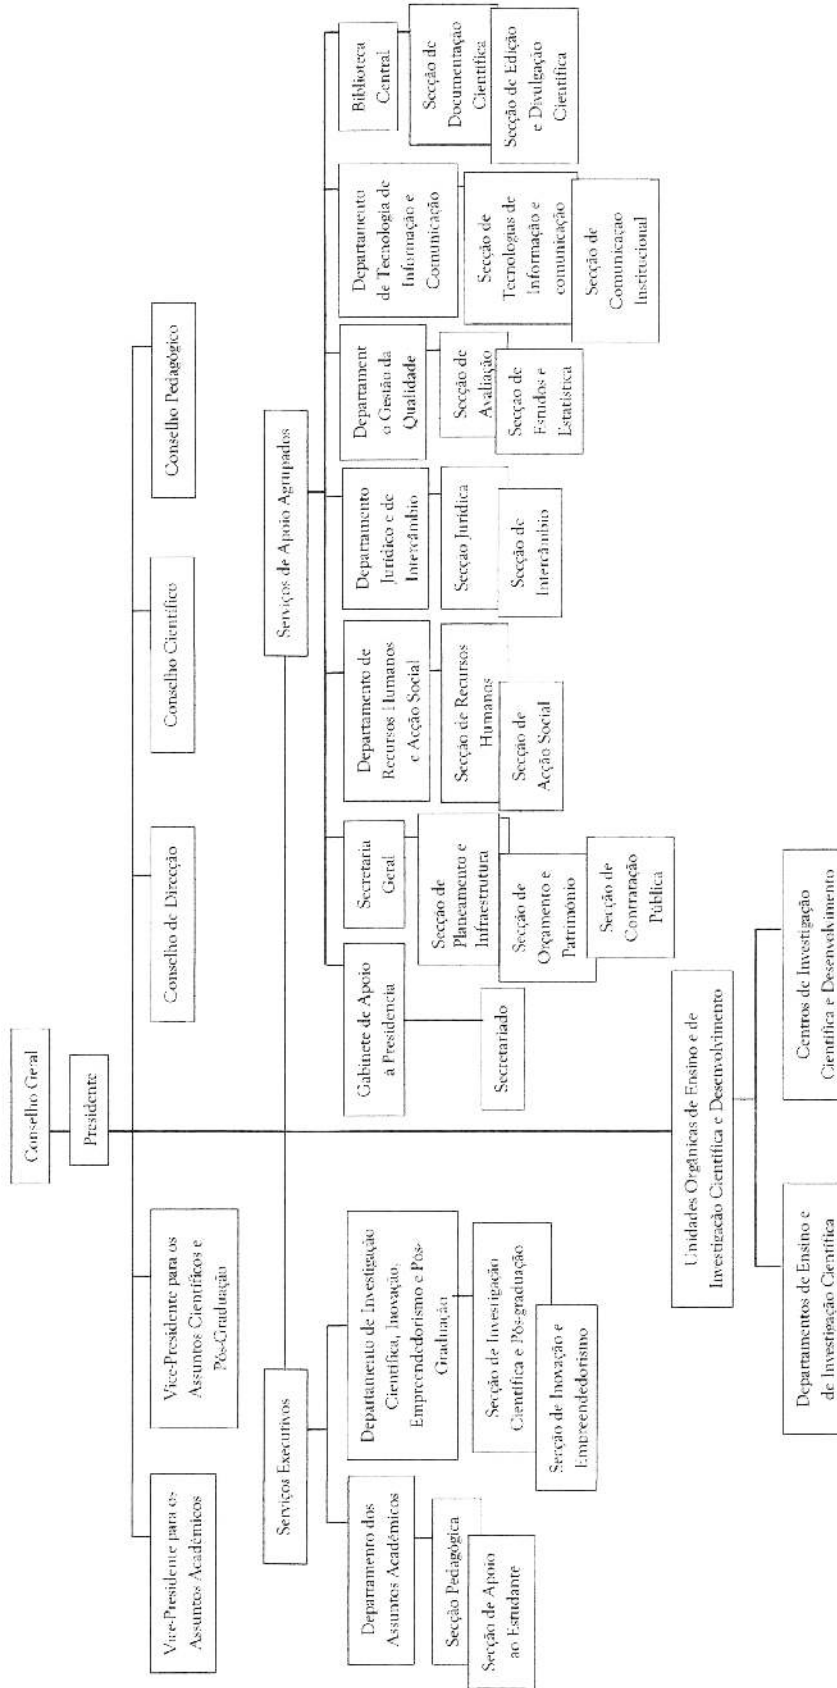 Conselho Geral
Presidente
Vice-Presidente para os
Assuntos Académicos
Vice-Presidente para os
Assuntos Científicos e
Pós-Graduação
Conselho de Direcção
Conselho Científico
Conselho Pedagógico
Serviços Executivos
Serviços de Apoio Agrupados
Departamento dos
Assuntos Académicos
Secção Pedagógica
Secção de Apoio
ao Estudante
Departamento de Investigação
Científica, Inovação,
Empreendedorismo e Pós-
Graduação
Secção de Investigação
Científica e Pós-graduação
Secção de Inovação e
Empreendedorismo
Gabinete de Apoio
à Presidencia
Secretariado
Secretaria
Geral
Secção de
Planeamento e
Infraestrutura
Secção de
Orçamento e
Património
Secção de
Contratação
Pública
Departamento de
Recursos Humanos
e Acção Social
Secção de Recursos
Humanos
Secção de
Acção Social
Departamento
Jurídico e de
Intercâmbio
Secção Jurídica
Secção de
Intercâmbio
Departament
o Gestão da
Qualidade
Secção de
Avaliação
Secção de
Estudos e
Estatística
Departamento
de Tecnologia de
Informação e
Comunicação
Secção de
Tecnologias de
Informação e
comunicação
Secção de
Comunicação
Institucional
Biblioteca
Central
Secção de
Documentação
Científica
Secção de Edição
e Divulgação
Científica
Unidades Orgânicas de Ensino e de
Investigação Científica e Desenvolvimento
Departamentos de Ensino e
de Investigação Científica
Centros de Investigação
Científica e Desenvolvimento